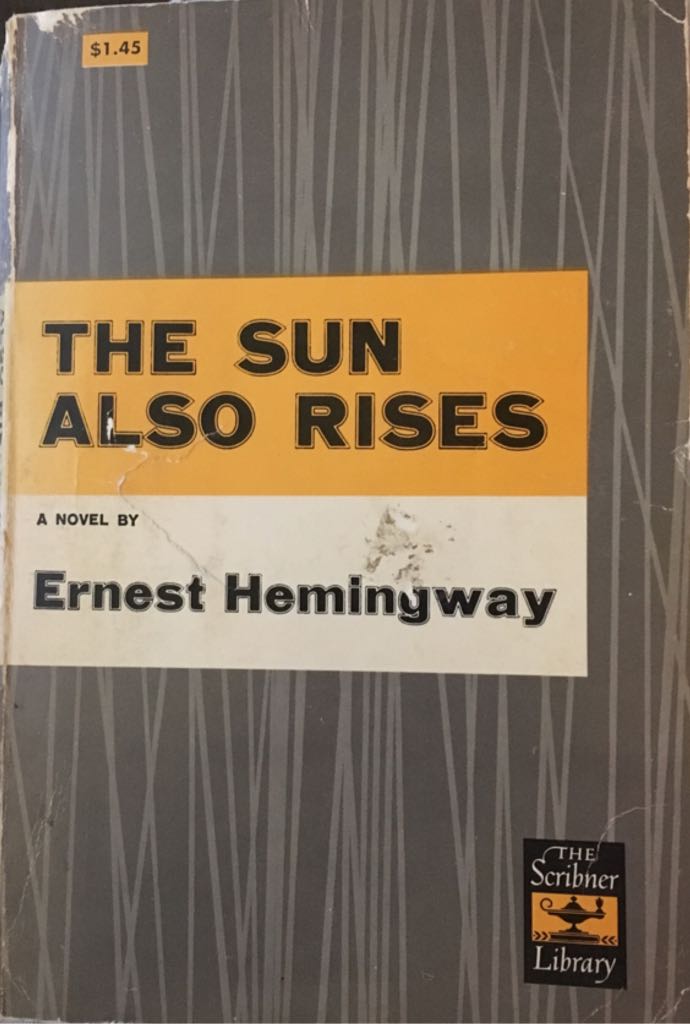 $1.45
THE SUN
ALSO RISES
A NOVEL BY
Ernest Hemingway
THE
Scribner
Library